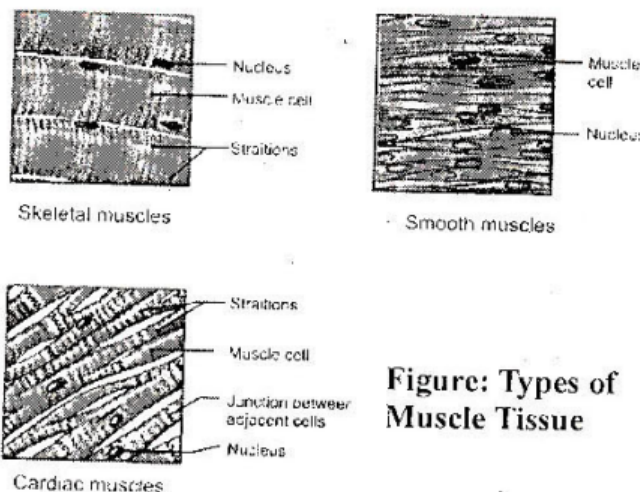 Nucleus
Muscle cell
Straitions
Skeletal muscles
Muscle
cell
Nucleus
Smooth muscles
Straitions
Muscle cell
Junction between
adjacent cells
Nucleus
Cardiac muscles
Figure: Types of
Muscle Tissue